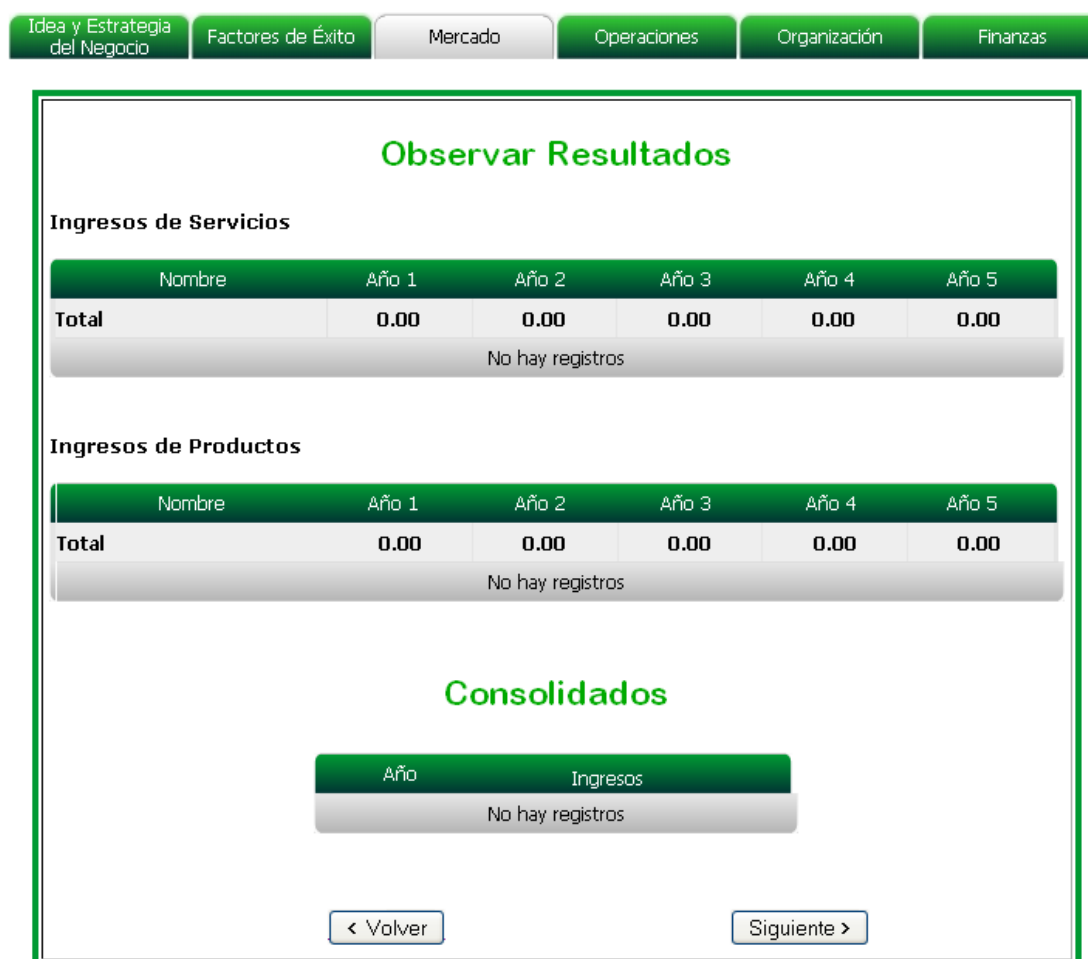 Idea y Estrategia
del Negocio
Factores de Éxito
Mercado
Operaciones
Organización
Finanzas
Observar Resultados
Ingresos de Servicios
Nombre Año 1 Año 2 Año 3 Año 4 Año 5
Total 0.00 0.00 0.00 0.00 0.00
No hay registros
Ingresos de Productos
Nombre Año 1 Año 2 Año 3 Año 4 Año 5
Total 0.00 0.00 0.00 0.00 0.00
No hay registros
Consolidados
Año Ingresos
No hay registros
< Volver
Siguiente >